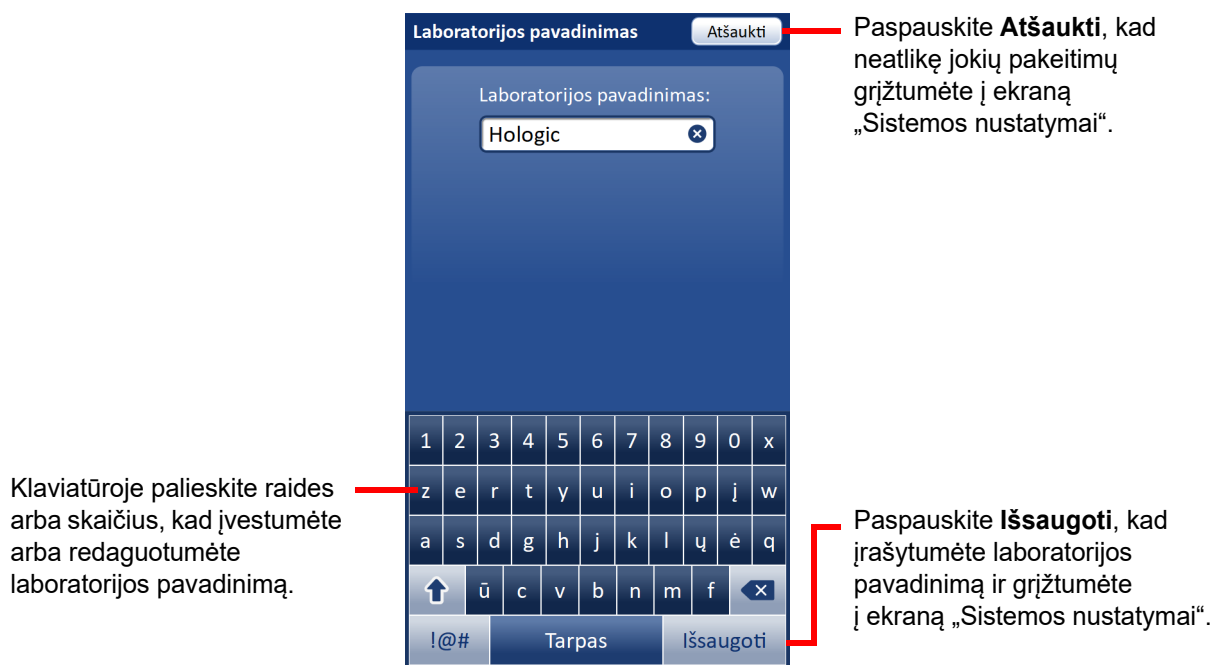 Laboratorijos pavadinimas
Atšaukti
Paspauskite Atšaukti, kad
neatlikę jokių pakeitimų
grįžtumėte į ekraną
„Sistemos nustatymai“.
Laboratorijos pavadinimas:
Hologic
1 2 3 4 5 6 7 8 9 0 x
z e r t y u i o p į w
a s d g h j k l ų ė q
ū c v b n m f
!@# Tarpas Išsaugoti
Klaviatūroje palieskite raides
arba skaičius, kad įvestumėte
arba redaguotumėte
laboratorijos pavadinimą.
Paspauskite Išsaugoti, kad
įrašytumėte laboratorijos
pavadinimą ir grįžtumėte
į ekraną „Sistemos nustatymai“.